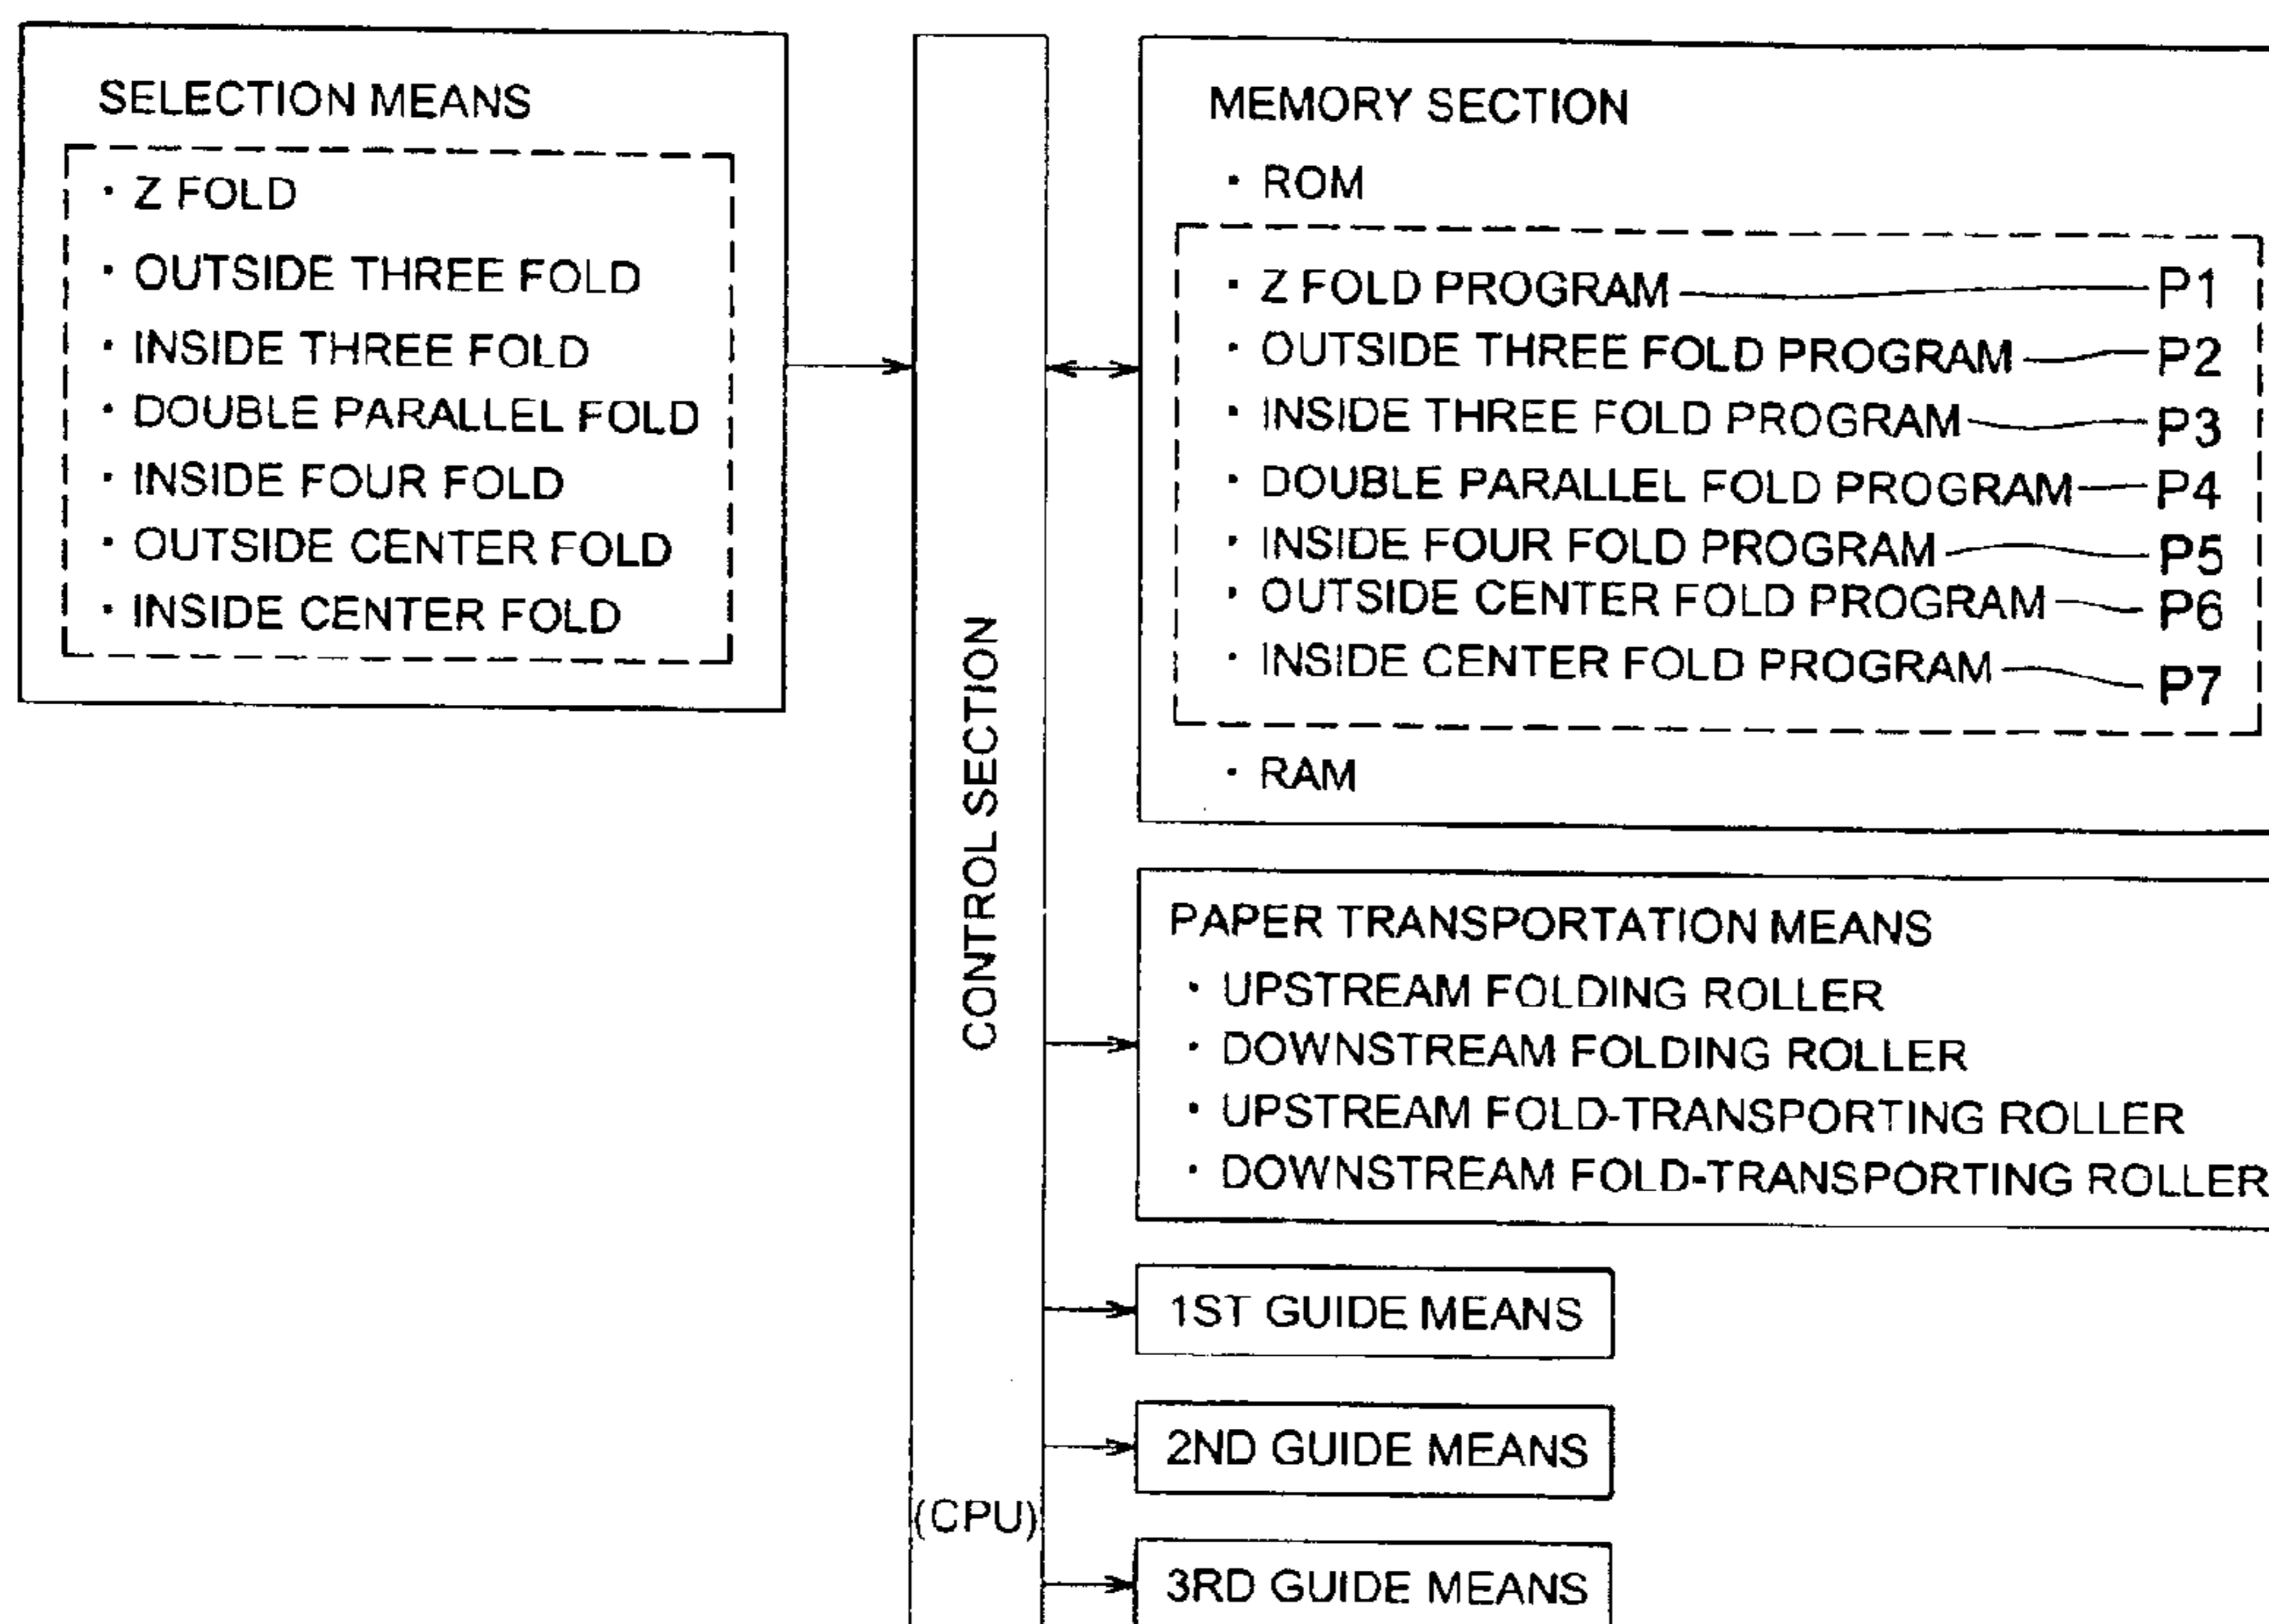 SELECTION MEANS
· Z FOLD
· OUTSIDE THREE FOLD
· INSIDE THREE FOLD
· DOUBLE PARALLEL FOLD
· INSIDE FOUR FOLD
· OUTSIDE CENTER FOLD
· INSIDE CENTER FOLD
CONTROL SECTION
(CPU)
MEMORY SECTION
· ROM
· Z FOLD PROGRAM P1
· OUTSIDE THREE FOLD PROGRAM P2
· INSIDE THREE FOLD PROGRAM P3
· DOUBLE PARALLEL FOLD PROGRAM P4
· INSIDE FOUR FOLD PROGRAM P5
· OUTSIDE CENTER FOLD PROGRAM P6
· INSIDE CENTER FOLD PROGRAM P7
· RAM
PAPER TRANSPORTATION MEANS
· UPSTREAM FOLDING ROLLER
· DOWNSTREAM FOLDING ROLLER
· UPSTREAM FOLD-TRANSPORTING ROLLER
· DOWNSTREAM FOLD-TRANSPORTING ROLLER
1ST GUIDE MEANS
2ND GUIDE MEANS
3RD GUIDE MEANS